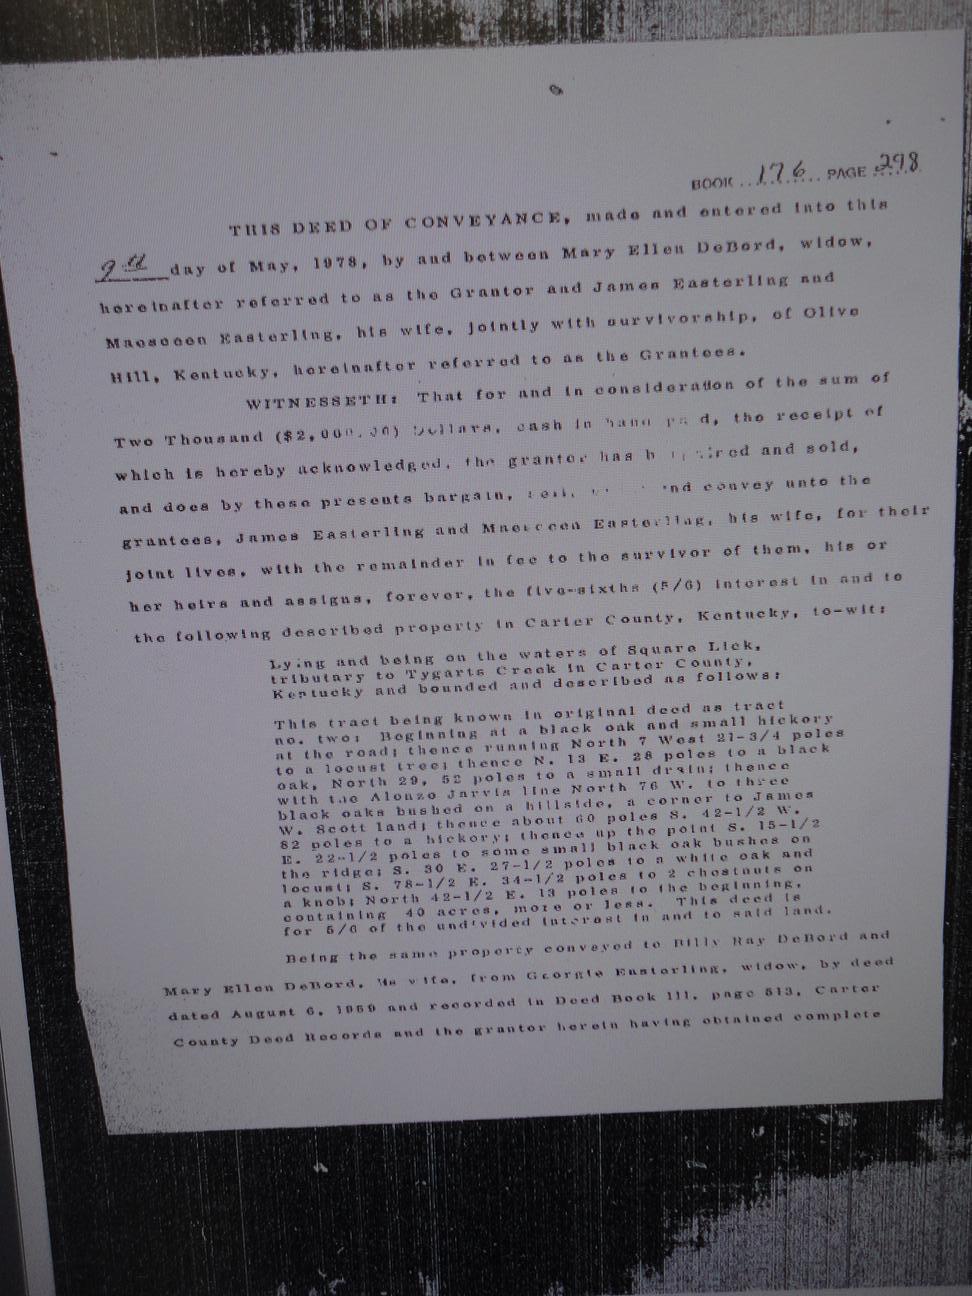 BOOK 176 PAGE 298
THIS DEED OF CONVEYANCE, made and entered into this
9th day of May, 1978, by and between Mary Ellen DeBord, widow,
hereinafter referred to as the Grantor and James Easterling and
Easterling, his wife, jointly with survivorship, of Olive
Hill, Kentucky, hereinafter referred to as the Grantees.
WITNESSETH: That for and in consideration of the sum of
Two Thousand ($2,000.00) Dollars, cash in hand paid, the receipt of
which is hereby acknowledged, the grantor has and sold,
and does by these presents bargain, and convey unto the
grantees, James Easterling and Easterling, his wife, for their
joint lives, with the remainder in fee to the survivor of them, his or
her heirs and assigns, forever, the five-sixths (5/6) interest in and to
the following described property in Carter County, Kentucky, to-wit:
Lying and being on the waters of Square Lick,
tributary to Tygarts Creek in Carter County,
Kentucky and bounded and described as follows:
This tract being known in original deed as tract
no. two: Beginning at a black oak and small hickory
at the road; thence running North 7 West 21-3/4 poles
to a locust tree; thence N. 13 E. 28 poles to a black
oak, North 29, 52 poles to a small drain; thence
with the Alonzo Jarvis line North 76 W. to three
black oaks bushed on a hillside, a corner to James
W. Scott land; thence about 60 poles S. 42-1/2 W.
82 poles to a hickory; thence up the point S. 15-1/2
E. 22-1/2 poles to some small black oak bushes on
the ridge; S. 30 E. 27-1/2 poles to a white oak and
locust; S. 78-1/2 E. 34-1/2 poles to 2 chestnuts on
a knob; North 42-1/2 E. 13 poles to the beginning,
containing 40 acres, more or less. This deed is
for 5/6 of the undivided interest in and to said land.
Being the same property conveyed to Billy Ray DeBord and
Mary Ellen DeBord, his wife, from Georgie Easterling, widow, by deed
dated August 6, 1959 and recorded in Deed Book 111, page 513, Carter
County Deed Records and the grantor herein having obtained complete